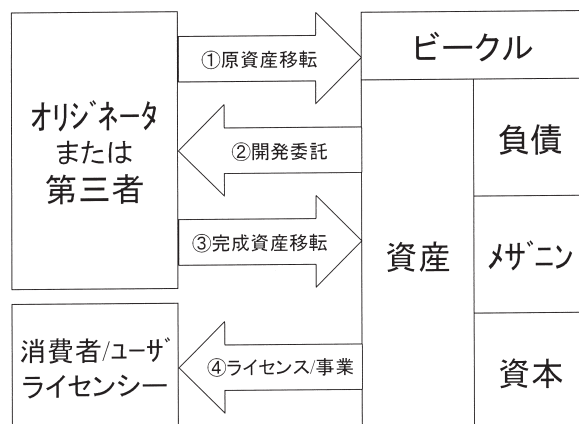 ①原資産移転
ビークル
オリジネータ
または
第三者
②開発委託
負債
③完成資産移転
資産
メザニン
消費者/ユーザ
ライセンシー
④ライセンス/事業
資本